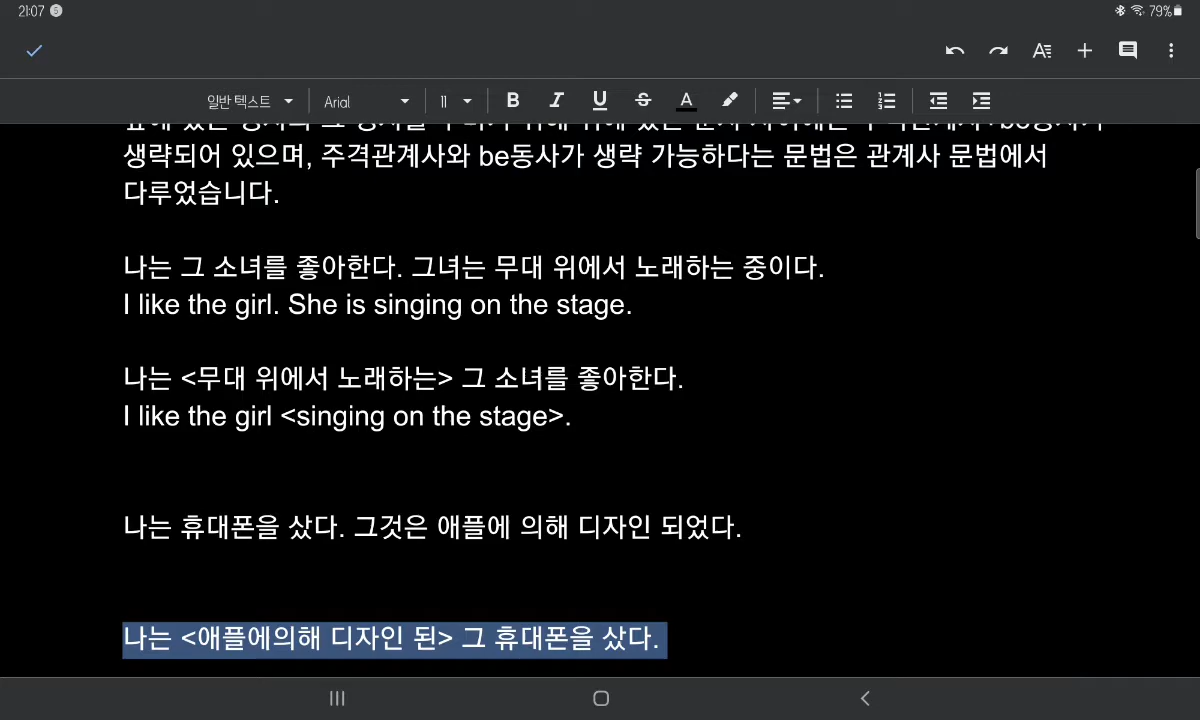 21:07 S
79%
일반 텍스트 Arial 11 B I U S A
생략되어 있으며, 주격관계사와 be동사가 생략 가능하다는 문법은 관계사 문법에서
다루었습니다.
나는 그 소녀를 좋아한다. 그녀는 무대 위에서 노래하는 중이다.
I like the girl. She is singing on the stage.
나는 <무대 위에서 노래하는> 그 소녀를 좋아한다.
I like the girl <singing on the stage>.
나는 휴대폰을 샀다. 그것은 애플에 의해 디자인 되었다.
나는 <애플에의해 디자인 된> 그 휴대폰을 샀다.